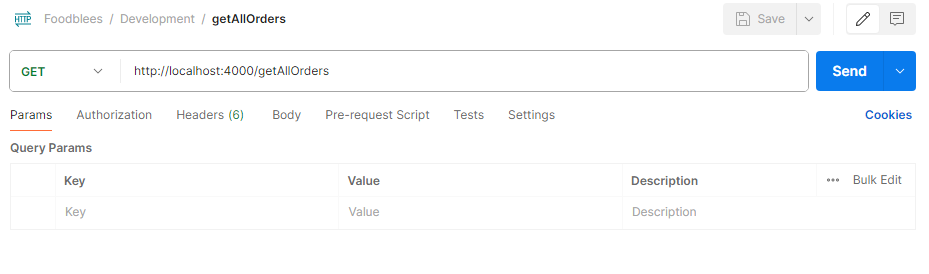 HTTP Foodblees / Development / getAllOrders Save
GET http://localhost:4000/getAllOrders Send
Params Authorization Headers (6) Body Pre-request Script Tests Settings Cookies
Query Params
Key Value Description ••• Bulk Edit
Key Value Description